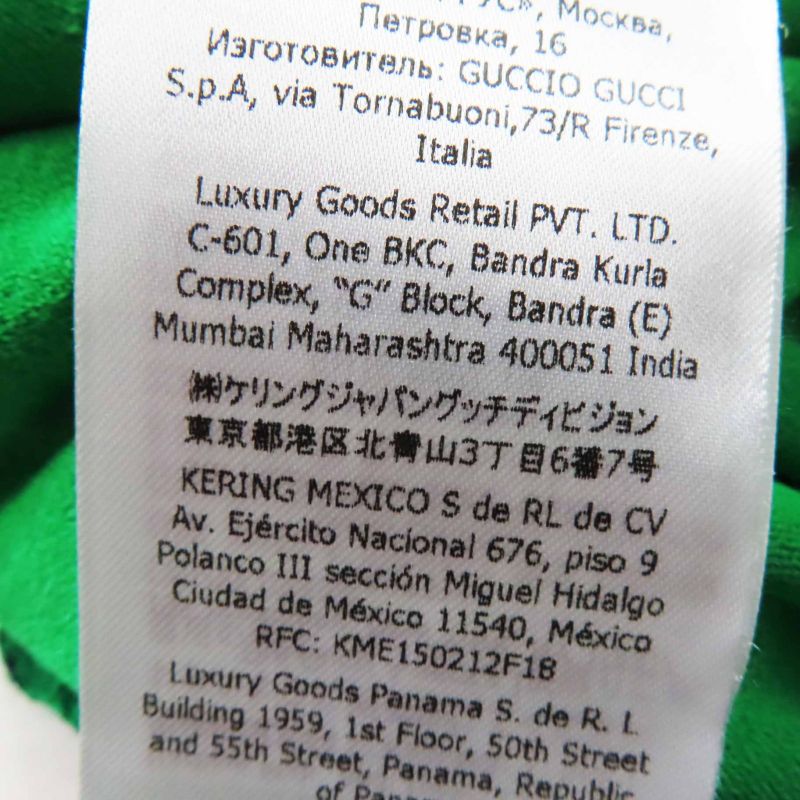 РУС», Москва,
Петровка, 16
Изготовитель: GUCCIO GUCCI
S.p.A, via Tornabuoni,73/R Firenze,
Italia
Luxury Goods Retail PVT. LTD.
C-601, One BKC, Bandra Kurla
Complex, "G" Block, Bandra (E)
Mumbai Maharashtra 400051 India
㈱ケリングジャパングッチディビジョン
東京都港区北青山3丁目6番7号
KERING MEXICO S de RL de CV
Av. Ejército Nacional 676, piso 9
Polanco III sección Miguel Hidalgo
Ciudad de México 11540, México
RFC: KME150212F18
Luxury Goods Panama S. de R. L
Building 1959, 1st Floor, 50th Street
and 55th Street, Panama, Republic
of Pan